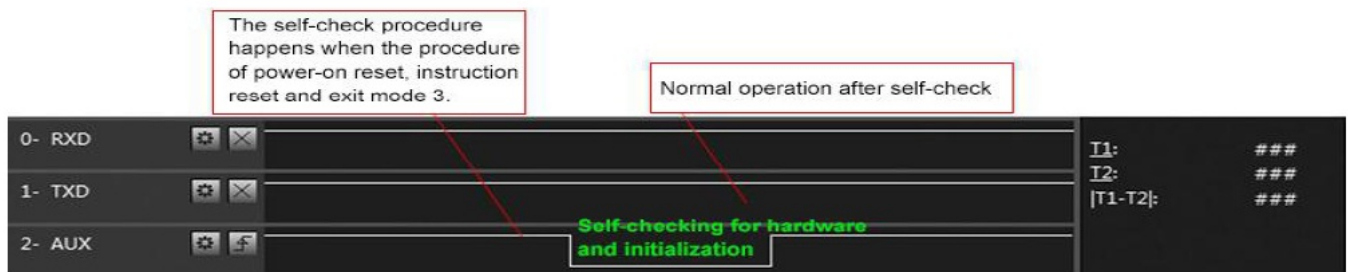 The self-check procedure
happens when the procedure
of power-on reset, instruction
reset and exit mode 3.
Normal operation after self-check
0- RXD
T1: ###
T2: ###
1- TXD
|T1-T2|: ###
Self-checking for hardware
and initialization
2- AUX